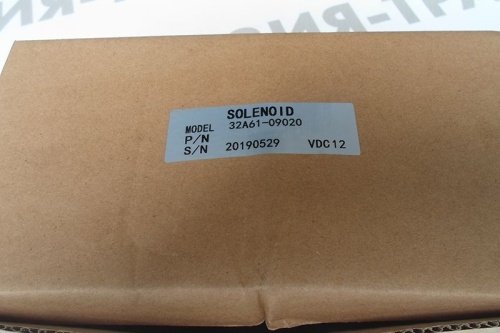 SOLENOID
MODEL 32A61-09020
P/N
S/N 20190529 VDC12